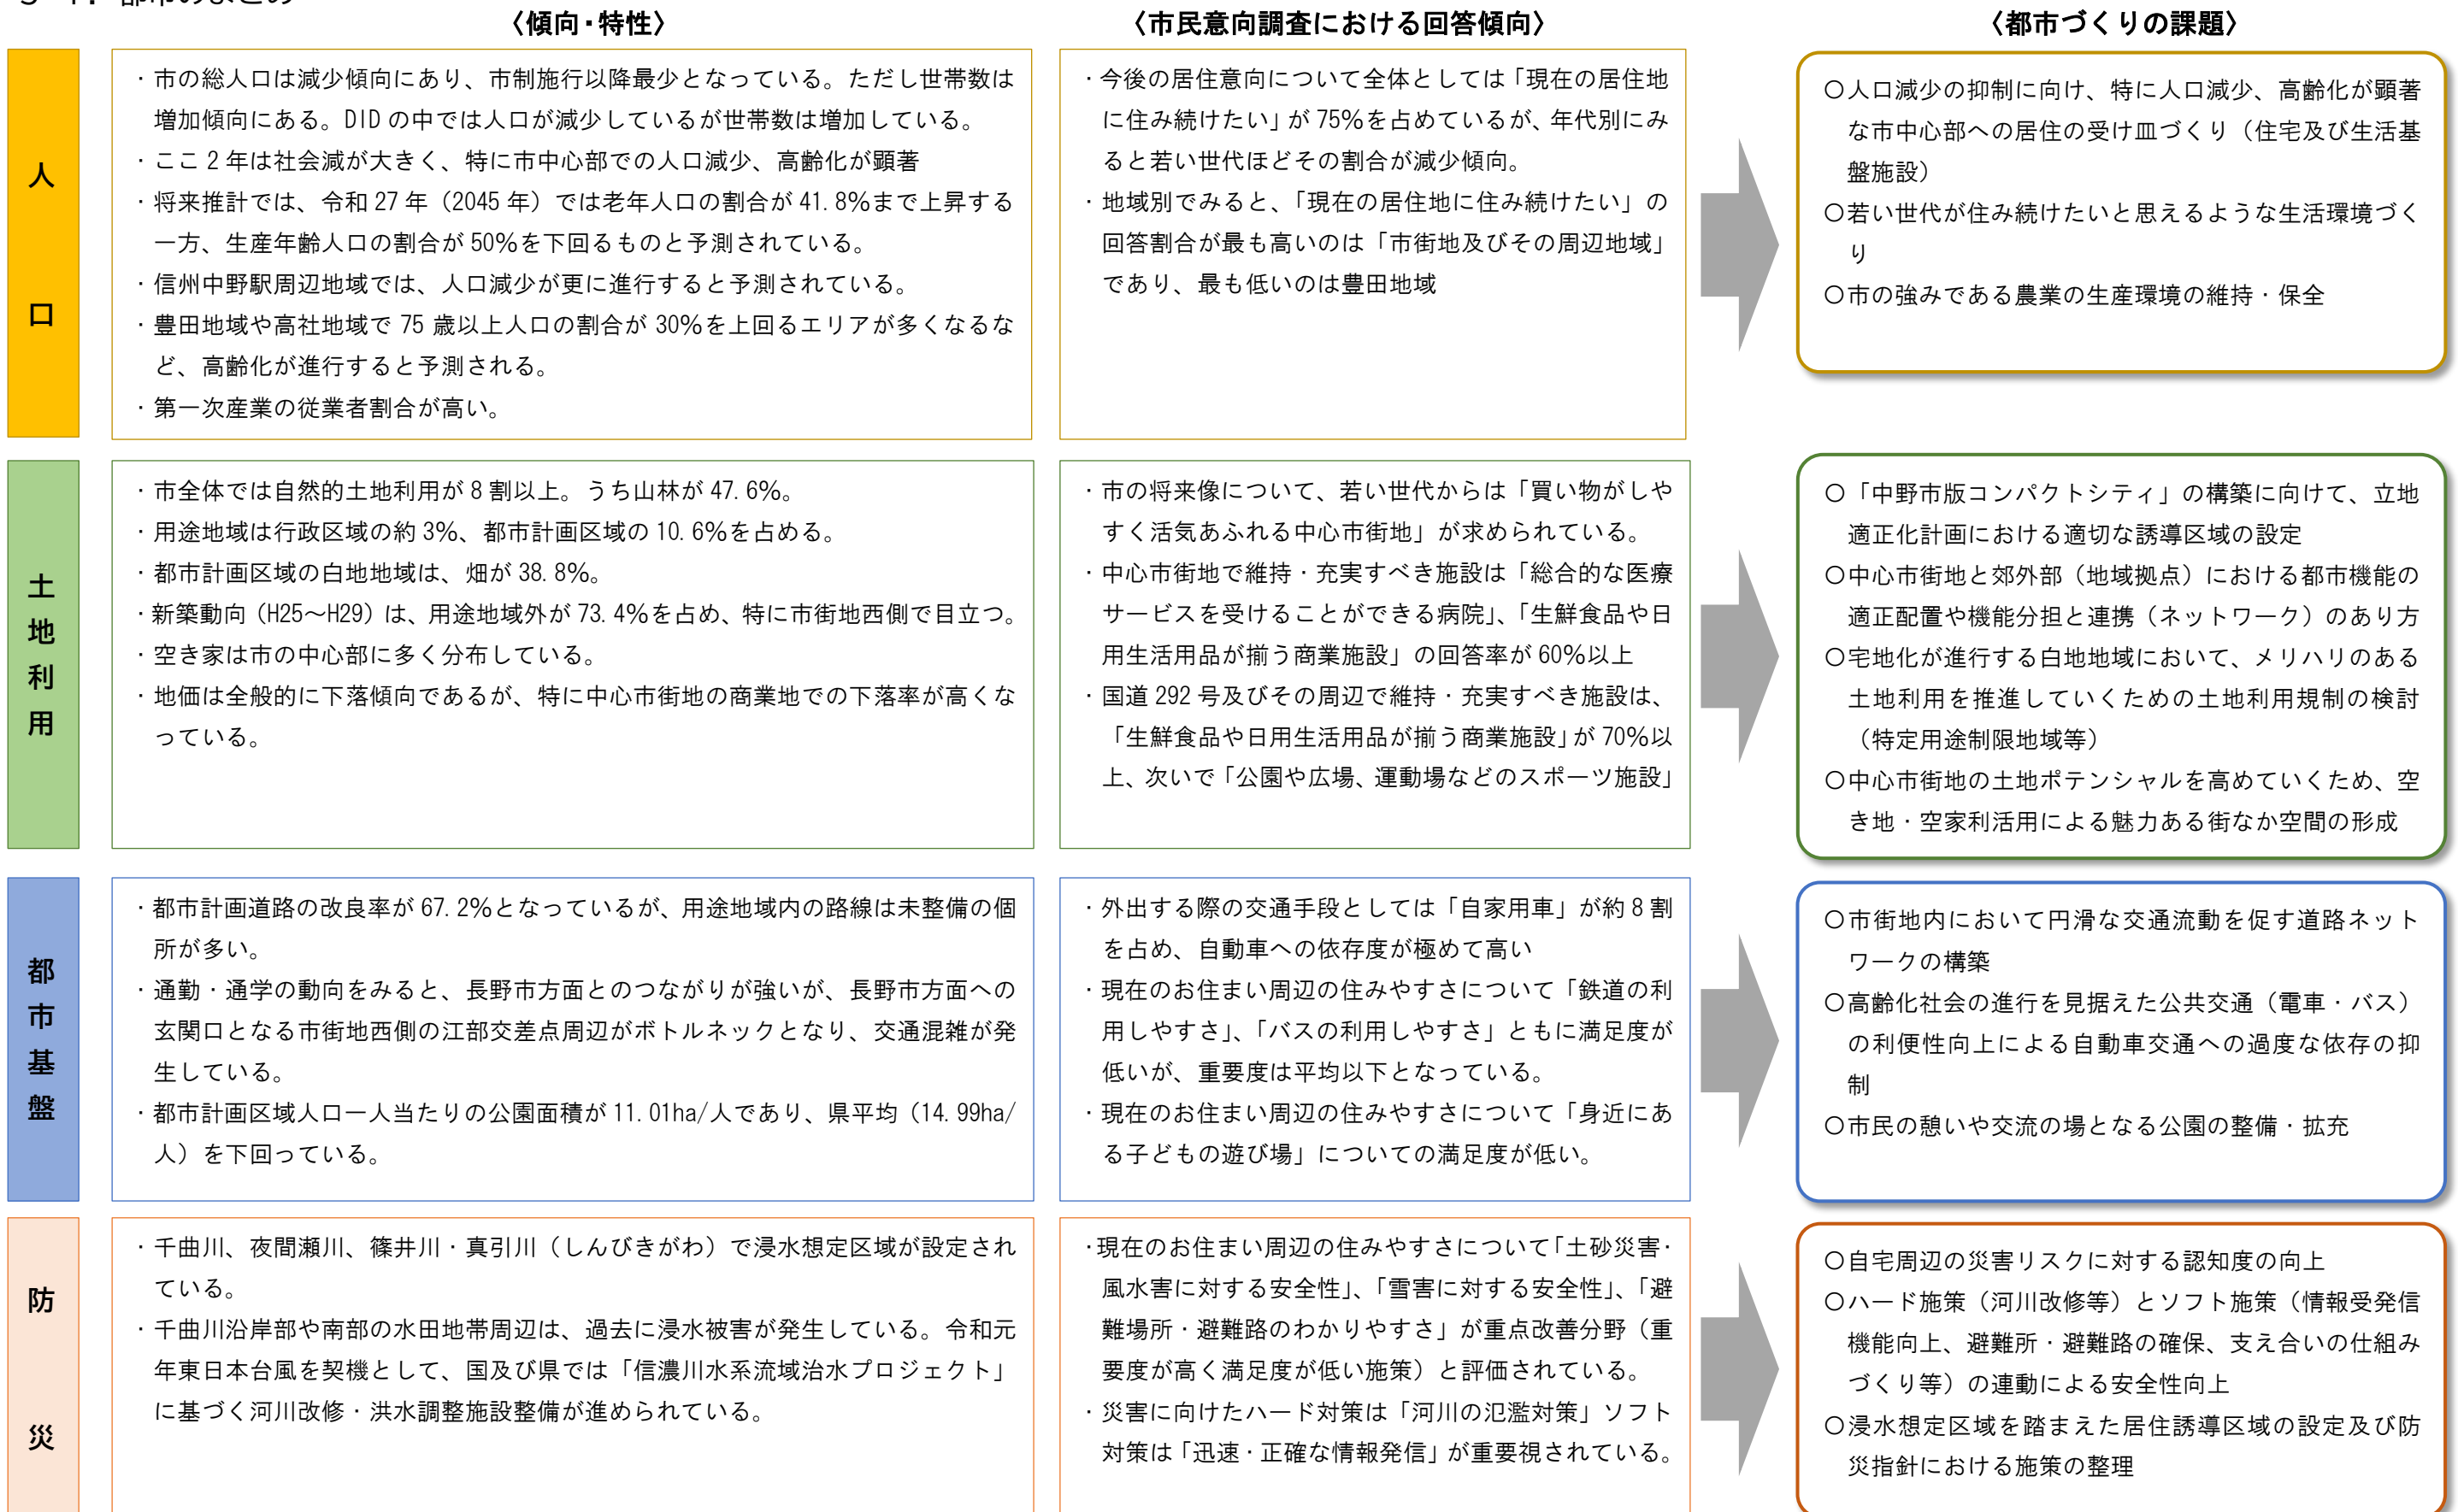 〈傾向・特性〉
〈市民意向調査における回答傾向〉
〈都市づくりの課題〉
人口
・市の総人口は減少傾向にあり、市制施行以降最少となっている。ただし世帯数は
増加傾向にある。DIDの中では人口が減少しているが世帯数は増加している。
・ここ2年は社会減が大きく、特に市中心部での人口減少、高齢化が顕著
・将来推計では、令和27年（2045年）では老年人口の割合が41.8％まで上昇する
一方、生産年齢人口の割合が50％を下回るものと予測されている。
・信州中野駅周辺地域では、人口減少が更に進行すると予測されている。
・豊田地域や高社地域で75歳以上人口の割合が30％を上回るエリアが多くなるな
ど、高齢化が進行すると予測される。
・第一次産業の従業者割合が高い。
・今後の居住意向について全体としては「現在の居住地
に住み続けたい」が75％を占めているが、年代別にみ
ると若い世代ほどその割合が減少傾向。
・地域別でみると、「現在の居住地に住み続けたい」の
回答割合が最も高いのは「市街地及びその周辺地域」
であり、最も低いのは豊田地域
〇人口減少の抑制に向け、特に人口減少、高齢化が顕著
な市中心部への居住の受け皿づくり（住宅及び生活基
盤施設）
〇若い世代が住み続けたいと思えるような生活環境づく
り
〇市の強みである農業の生産環境の維持・保全
土地利用
・市全体では自然的土地利用が8割以上。うち山林が47.6％。
・用途地域は行政区域の約3％、都市計画区域の10.6％を占める。
・都市計画区域の白地地域は、畑が38.8％。
・新築動向（H25～H29）は、用途地域外が73.4％を占め、特に市街地西側で目立つ。
・空き家は市の中心部に多く分布している。
・地価は全般的に下落傾向であるが、特に中心市街地の商業地での下落率が高くな
っている。
・市の将来像について、若い世代からは「買い物がしや
すく活気あふれる中心市街地」が求められている。
・中心市街地で維持・充実すべき施設は「総合的な医療
サービスを受けることができる病院」、「生鮮食品や日
用生活用品が揃う商業施設」の回答率が60％以上
・国道292号及びその周辺で維持・充実すべき施設は、
「生鮮食品や日用生活用品が揃う商業施設」が70％以
上、次いで「公園や広場、運動場などのスポーツ施設」
〇「中野市版コンパクトシティ」の構築に向けて、立地
適正化計画における適切な誘導区域の設定
〇中心市街地と郊外部（地域拠点）における都市機能の
適正配置や機能分担と連携（ネットワーク）のあり方
〇宅地化が進行する白地地域において、メリハリのある
土地利用を推進していくための土地利用規制の検討
（特定用途制限地域等）
〇中心市街地の土地ポテンシャルを高めていくため、空
き地・空家利活用による魅力ある街なか空間の形成
都市基盤
・都市計画道路の改良率が67.2％となっているが、用途地域内の路線は未整備の個
所が多い。
・通勤・通学の動向をみると、長野市方面とのつながりが強いが、長野市方面への
玄関口となる市街地西側の江部交差点周辺がボトルネックとなり、交通混雑が発
生している。
・都市計画区域人口一人当たりの公園面積が11.01ha/人であり、県平均（14.99ha/
人）を下回っている。
・外出する際の交通手段としては「自家用車」が約8割
を占め、自動車への依存度が極めて高い
・現在のお住まい周辺の住みやすさについて「鉄道の利
用しやすさ」、「バスの利用しやすさ」ともに満足度が
低いが、重要度は平均以下となっている。
・現在のお住まい周辺の住みやすさについて「身近にあ
る子どもの遊び場」についての満足度が低い。
〇市街地内において円滑な交通流動を促す道路ネット
ワークの構築
〇高齢化社会の進行を見据えた公共交通（電車・バス）
の利便性向上による自動車交通への過度な依存の抑
制
〇市民の憩いや交流の場となる公園の整備・拡充
防災
・千曲川、夜間瀬川、篠井川・真引川（しんびきがわ）で浸水想定区域が設定され
ている。
・千曲川沿岸部や南部の水田地帯周辺は、過去に浸水被害が発生している。令和元
年東日本台風を契機として、国及び県では「信濃川水系流域治水プロジェクト」
に基づく河川改修・洪水調整施設整備が進められている。
・現在のお住まい周辺の住みやすさについて「土砂災害・
風水害に対する安全性」、「雪害に対する安全性」、「避
難場所・避難路のわかりやすさ」が重点改善分野（重
要度が高く満足度が低い施策）と評価されている。
・災害に向けたハード対策は「河川の氾濫対策」ソフト
対策は「迅速・正確な情報発信」が重要視されている。
〇自宅周辺の災害リスクに対する認知度の向上
〇ハード施策（河川改修等）とソフト施策（情報受発信
機能向上、避難所・避難路の確保、支え合いの仕組み
づくり等）の連動による安全性向上
〇浸水想定区域を踏まえた居住誘導区域の設定及び防
災指針における施策の整理